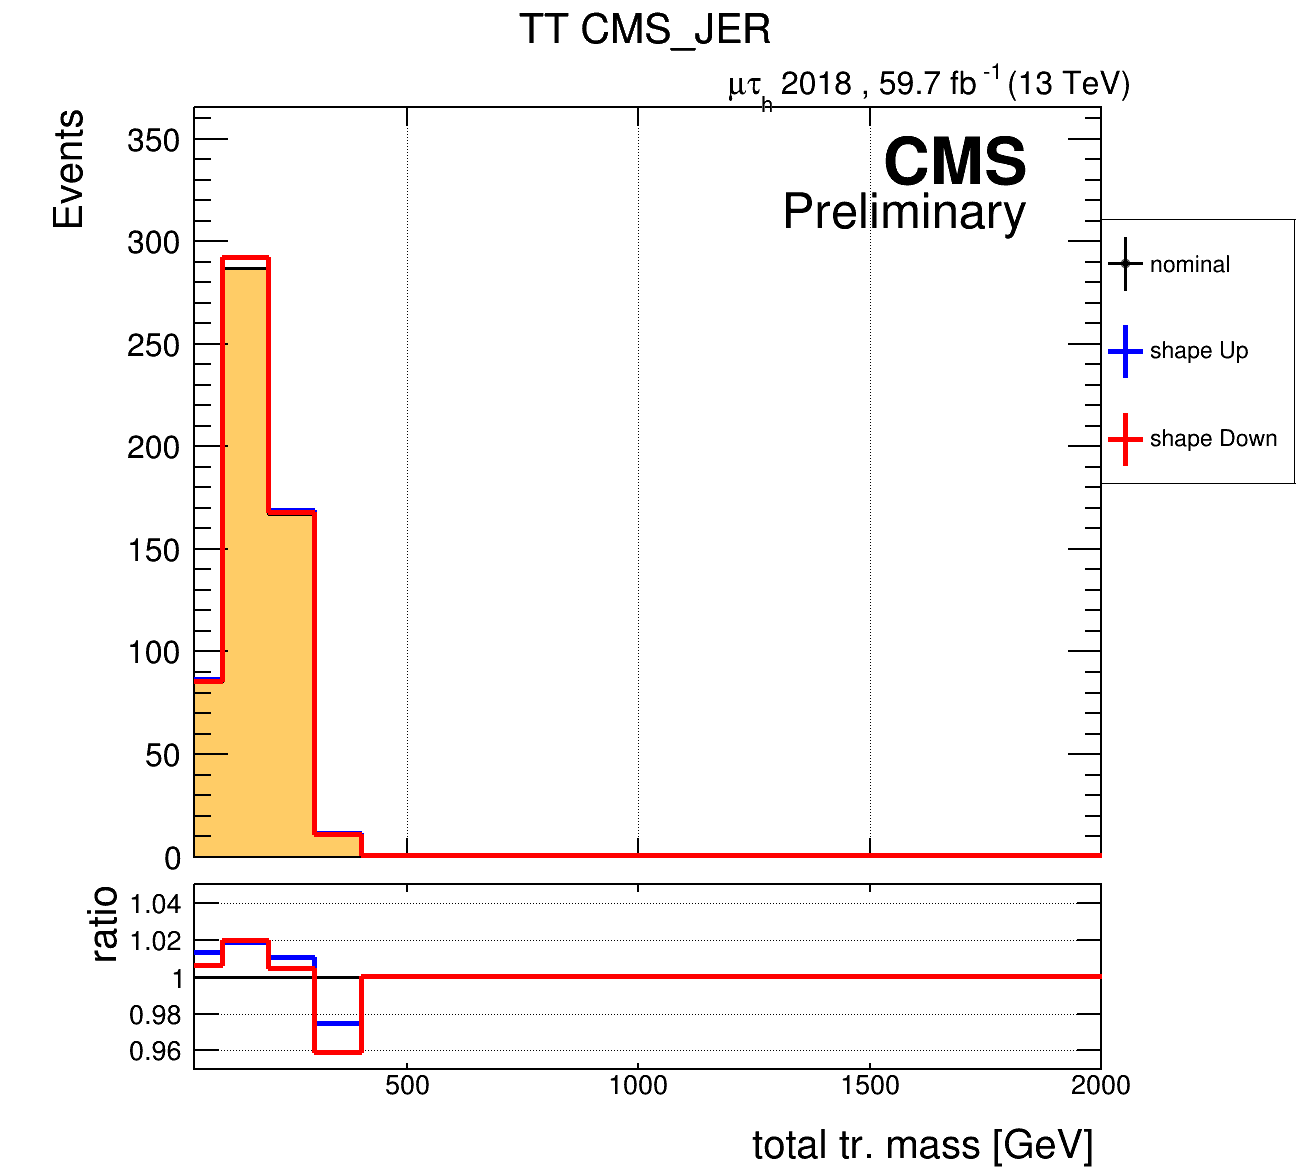 TT CMS_JER
μτh 2018 , 59.7 fb-1 (13 TeV)
Events
350
300
250
200
150
100
50
0
CMS
Preliminary
nominal
shape Up
shape Down
ratio
1.04
1.02
1
0.98
0.96
500 1000 1500 2000
total tr. mass [GeV]